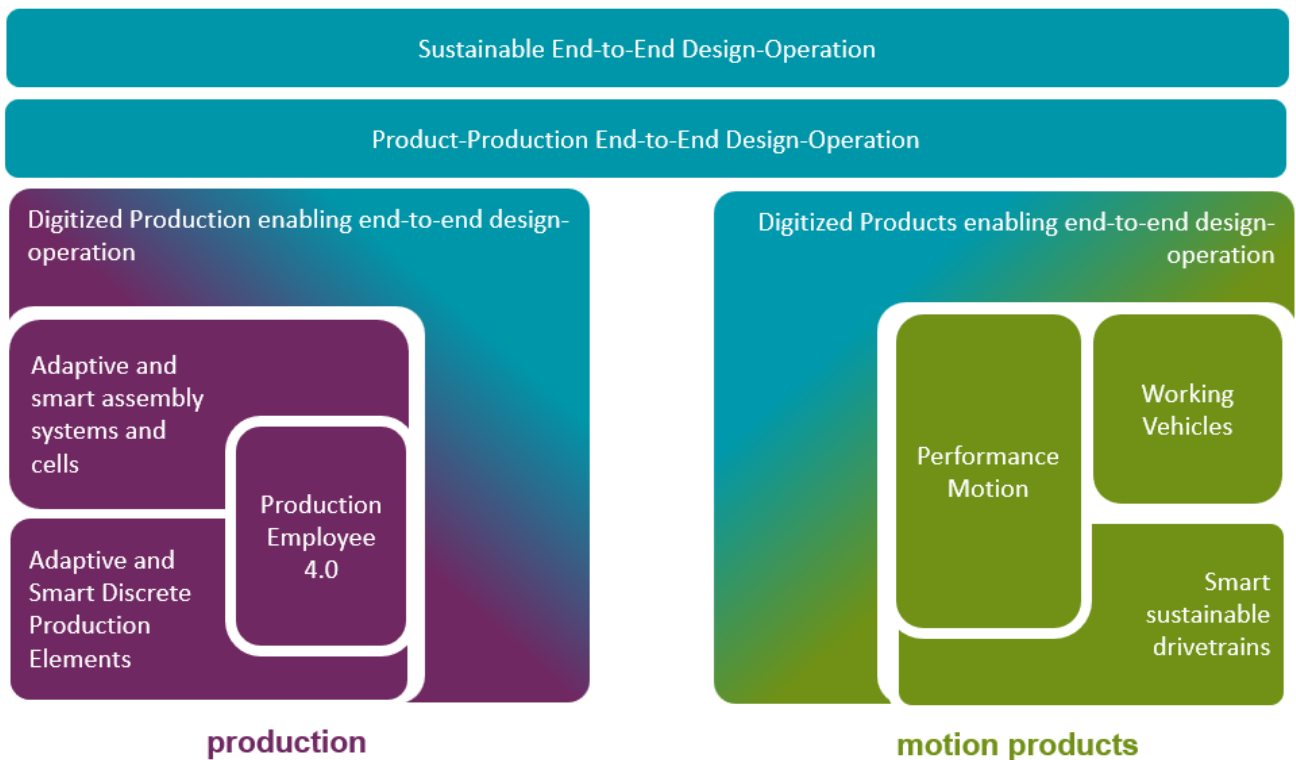 Sustainable End-to-End Design-Operation
Product-Production End-to-End Design-Operation
Digitized Production enabling end-to-end design-
operation
Adaptive and
smart assembly
systems and
cells
Production
Employee
4.0
Adaptive and
Smart Discrete
Production
Elements
production
Digitized Products enabling end-to-end design-
operation
Performance
Motion
Working
Vehicles
Smart
sustainable
drivetrains
motion products